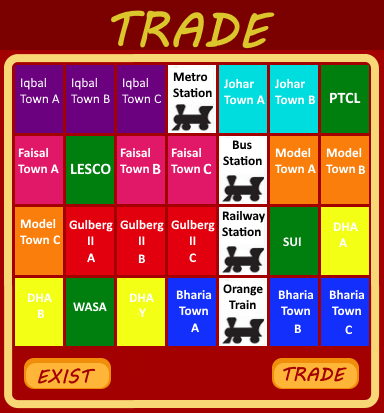 TRADE
Iqbal
Town A
Iqbal
Town B
Iqbal
Town C
Metro
Station
Johar
Town A
Johar
Town B
PTCL
Faisal
Town A
LESCO
Faisal
Town B
Faisal
Town C
Bus
Station
Model
Town A
Model
Town B
Model
Town C
Gulberg
II
A
Gulberg
II
B
Gulberg
II
C
Railway
Station
SUI
DHA
A
DHA
B
WASA
DHA
Y
Bharia
Town
A
Orange
Train
Bharia
Town
B
Bharia
Town
C
EXIST
TRADE